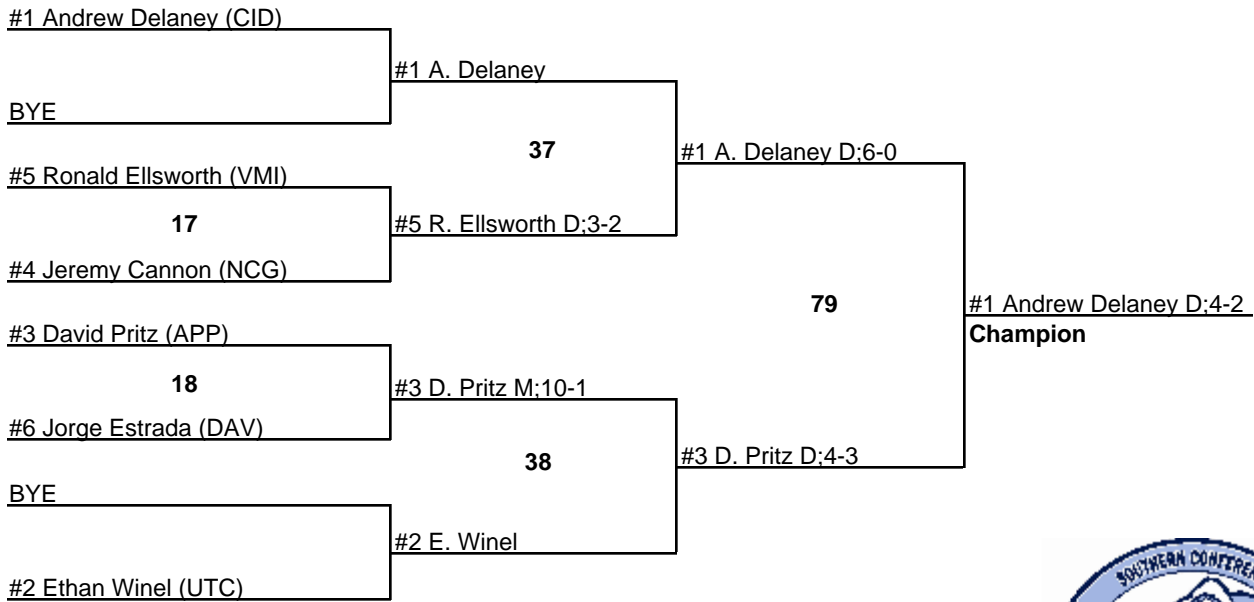 #1 Andrew Delaney (CID)
#1 A. Delaney
BYE
37
#1 A. Delaney D;6-0
#5 Ronald Ellsworth (VMI)
17
#5 R. Ellsworth D;3-2
#4 Jeremy Cannon (NCG)
79
#1 Andrew Delaney D;4-2
#3 David Pritz (APP)
Champion
18
#3 D. Pritz M;10-1
#6 Jorge Estrada (DAV)
38
#3 D. Pritz D;4-3
BYE
#2 E. Winel
#2 Ethan Winel (UTC)
SOUTHERN